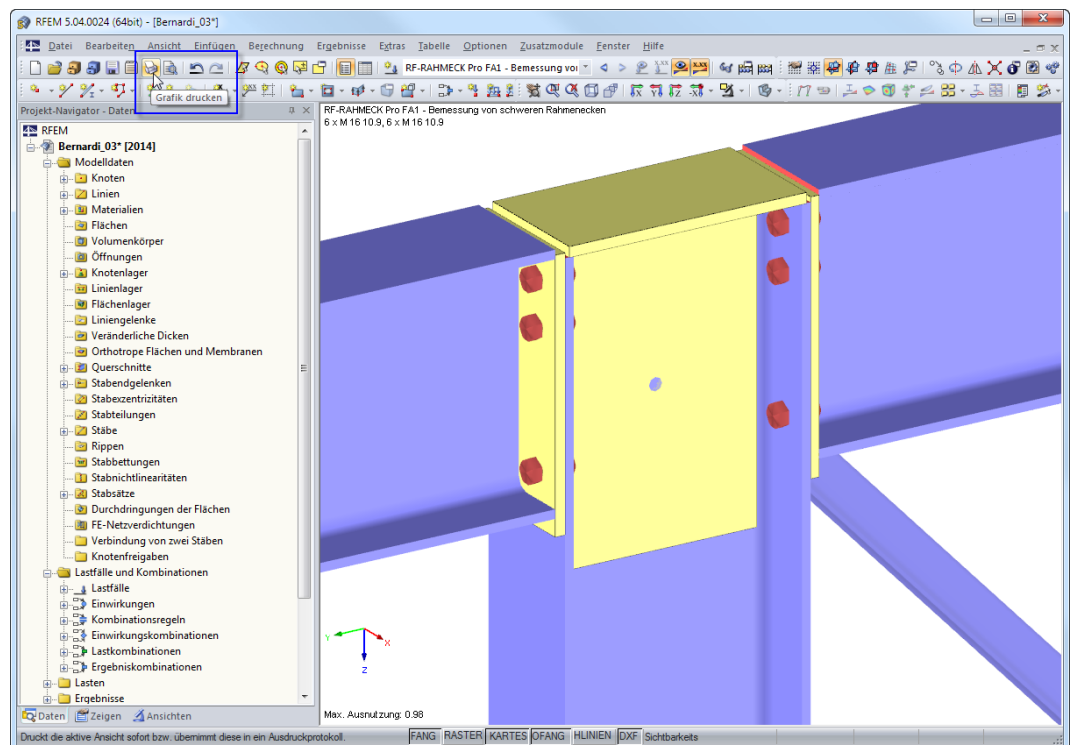 RFEM 5.04.0024 (64bit) - [Bernardi_03*]
Datei Bearbeiten Ansicht Einfügen Berechnung Ergebnisse Extras Tabelle Optionen Zusatzmodule Fenster Hilfe
RF-RAHMECK Pro FA1 - Bemessung vor
Grafik drucken
Projekt-Navigator - Daten
RF-RAHMECK Pro FA1 - Bemessung von schweren Rahmenecken
6 x M 16 10.9, 6 x M 16 10.9
RFEM
Bernardi_03* [2014]
Modelldaten
Knoten
Linien
Materialien
Flächen
Volumenkörper
Öffnungen
Knotenlager
Linienlager
Flächenlager
Liniengelenke
Veränderliche Dicken
Orthotrope Flächen und Membranen
Querschnitte
Stabendgelenken
Stabexzentrizitäten
Stabteilungen
Stäbe
Rippen
Stabbettungen
Stabnichtlinearitäten
Stabsätze
Durchdringungen der Flächen
FE-Netzverdichtungen
Verbindung von zwei Stäben
Knotenfreigaben
Lastfälle und Kombinationen
Lastfälle
Einwirkungen
Kombinationsregeln
Einwirkungskombinationen
Lastkombinationen
Ergebniskombinationen
Lasten
Ergebnisse
Y
X
Z
Max. Ausnutzung: 0.98
Daten Zeigen Ansichten
Druckt die aktive Ansicht sofort bzw. übernimmt diese in ein Ausdruckprotokoll. FANG RASTER KARTES OFANG HLINIEN DXF Sichtbarkeits